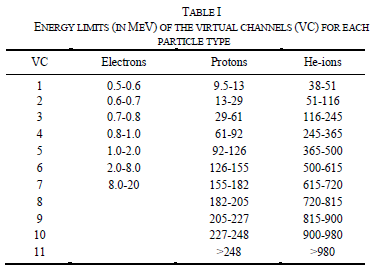 TABLE I
ENERGY LIMITS (IN MeV) OF THE VIRTUAL CHANNELS (VC) FOR EACH
PARTICLE TYPE
VC Electrons Protons He-ions
1 0.5-0.6 9.5-13 38-51
2 0.6-0.7 13-29 51-116
3 0.7-0.8 29-61 116-245
4 0.8-1.0 61-92 245-365
5 1.0-2.0 92-126 365-500
6 2.0-8.0 126-155 500-615
7 8.0-20 155-182 615-720
8 182-205 720-815
9 205-227 815-900
10 227-248 900-980
11 >248 >980